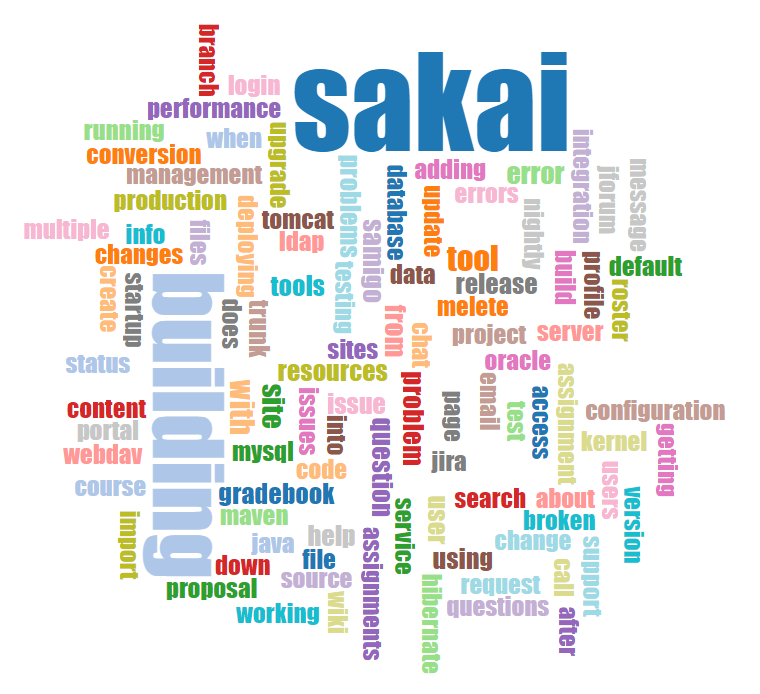 branch
login
sakai
performance
running
when
upgrade
conversion
management
problems
database
adding
error
integration
jforum
message
production
deploying
tomcat
update
errors
nightly
multiple
info
files
ldap
samigo
changes
tool
build
profile
default
create
startup
building
tools
testing
data
release
roster
does
trunk
from
chat
melete
project
server
status
sites
resources
oracle
content
with
site
issues
issue
problem
page
email
test
access
assignment
configuration
portal
into
question
kernel
getting
webdav
mysql
code
jira
users
course
gradebook
service
user
search
about
version
import
maven
broken
java
help
assignments
change
support
down
file
using
proposal
source
wiki
hibernate
request
call
working
questions
after